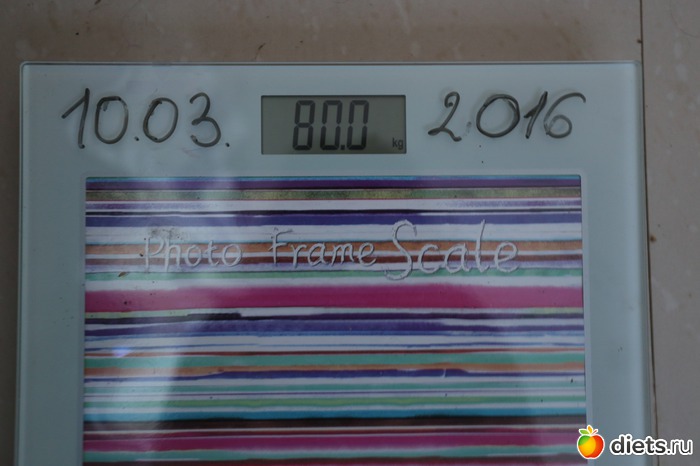 10.03. 80.0 kg 2016
Photo Frame Scale
diets.ru